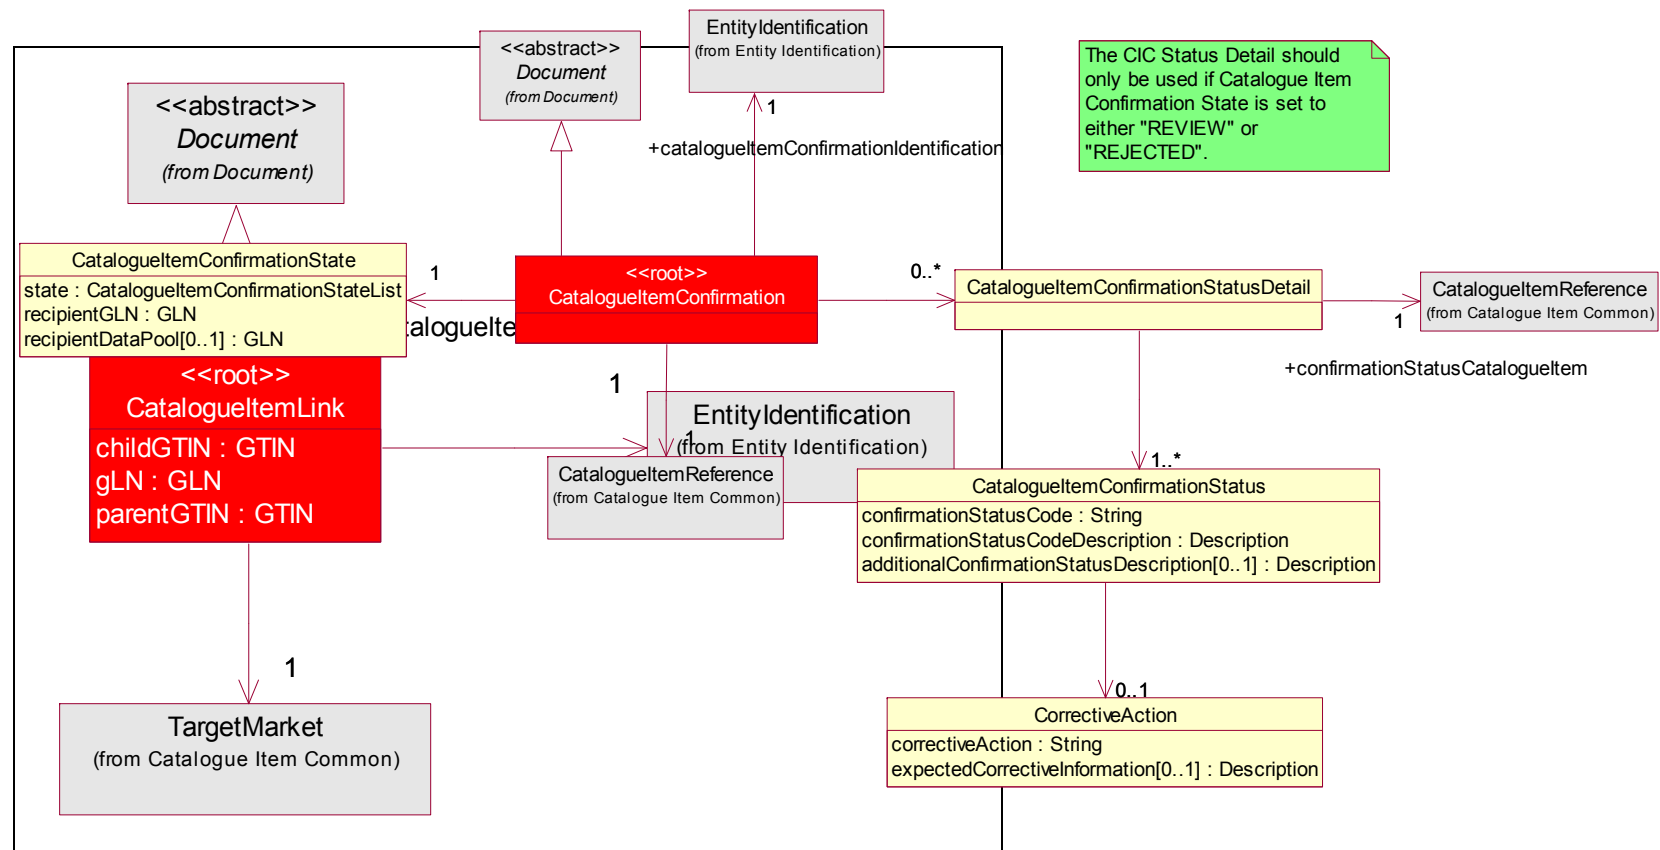 EntityIdentification
(from Entity Identification)
<<abstract>>
Document
(from Document)
The CIC Status Detail should
only be used if Catalogue Item
Confirmation State is set to
either "REVIEW" or
"REJECTED".
<<abstract>>
Document
(from Document)
1
+catalogueItemConfirmationIdentification
CatalogueItemConfirmationState
state : CatalogueItemConfirmationStateList
recipientGLN : GLN
recipientDataPool[0..1] : GLN
1
<<root>>
CatalogueItemConfirmation
0..*
CatalogueItemConfirmationStatusDetail
CatalogueItemReference
(from Catalogue Item Common)
1
+confirmationStatusCatalogueItem
<<root>>
CatalogueItemLink
childGTIN : GTIN
gLN : GLN
parentGTIN : GTIN
1
EntityIdentification
(from Entity Identification)
1
CatalogueItemReference
(from Catalogue Item Common)
1..*
CatalogueItemConfirmationStatus
confirmationStatusCode : String
confirmationStatusCodeDescription : Description
additionalConfirmationStatusDescription[0..1] : Description
1
TargetMarket
(from Catalogue Item Common)
0..1
CorrectiveAction
correctiveAction : String
expectedCorrectiveInformation[0..1] : Description